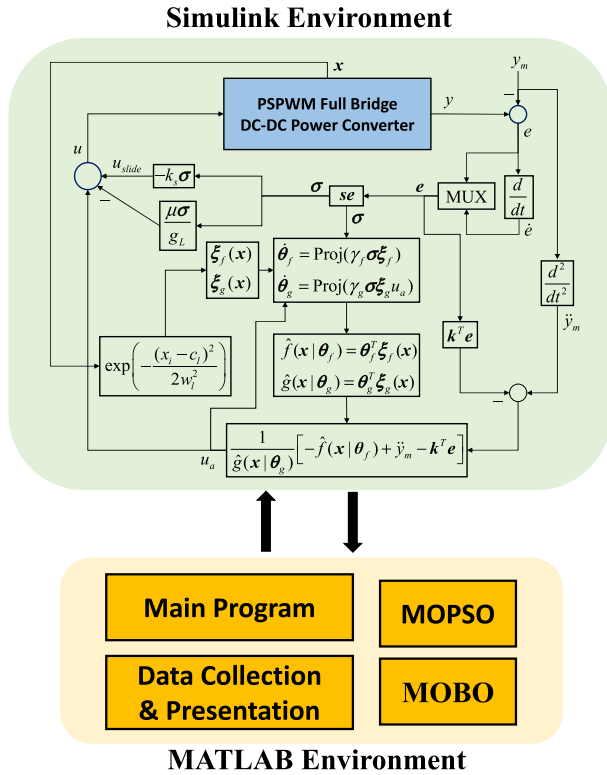 Simulink Environment
x
y_m
PSPWM Full Bridge
DC-DC Power Converter
y
−
e
u
u_{slide}
−k_s σ
σ
se
e
MUX
d/dt
ė
−
μσ/g_L
σ
ξ_f(x)
ξ_g(x)
θ̇_f = Proj(γ_f σ ξ_f)
θ̇_g = Proj(γ_g σ ξ_g u_a)
d²/dt²
ÿ_m
k^T e
exp(−(x_i − c_l)²/2w_l²)
f̂(x | θ_f) = θ_f^T ξ_f(x)
ĝ(x | θ_g) = θ_g^T ξ_g(x)
−
u_a
1/ĝ(x | θ_g) [−f̂(x | θ_f) + ÿ_m − k^T e]
Main Program
MOPSO
Data Collection
& Presentation
MOBO
MATLAB Environment